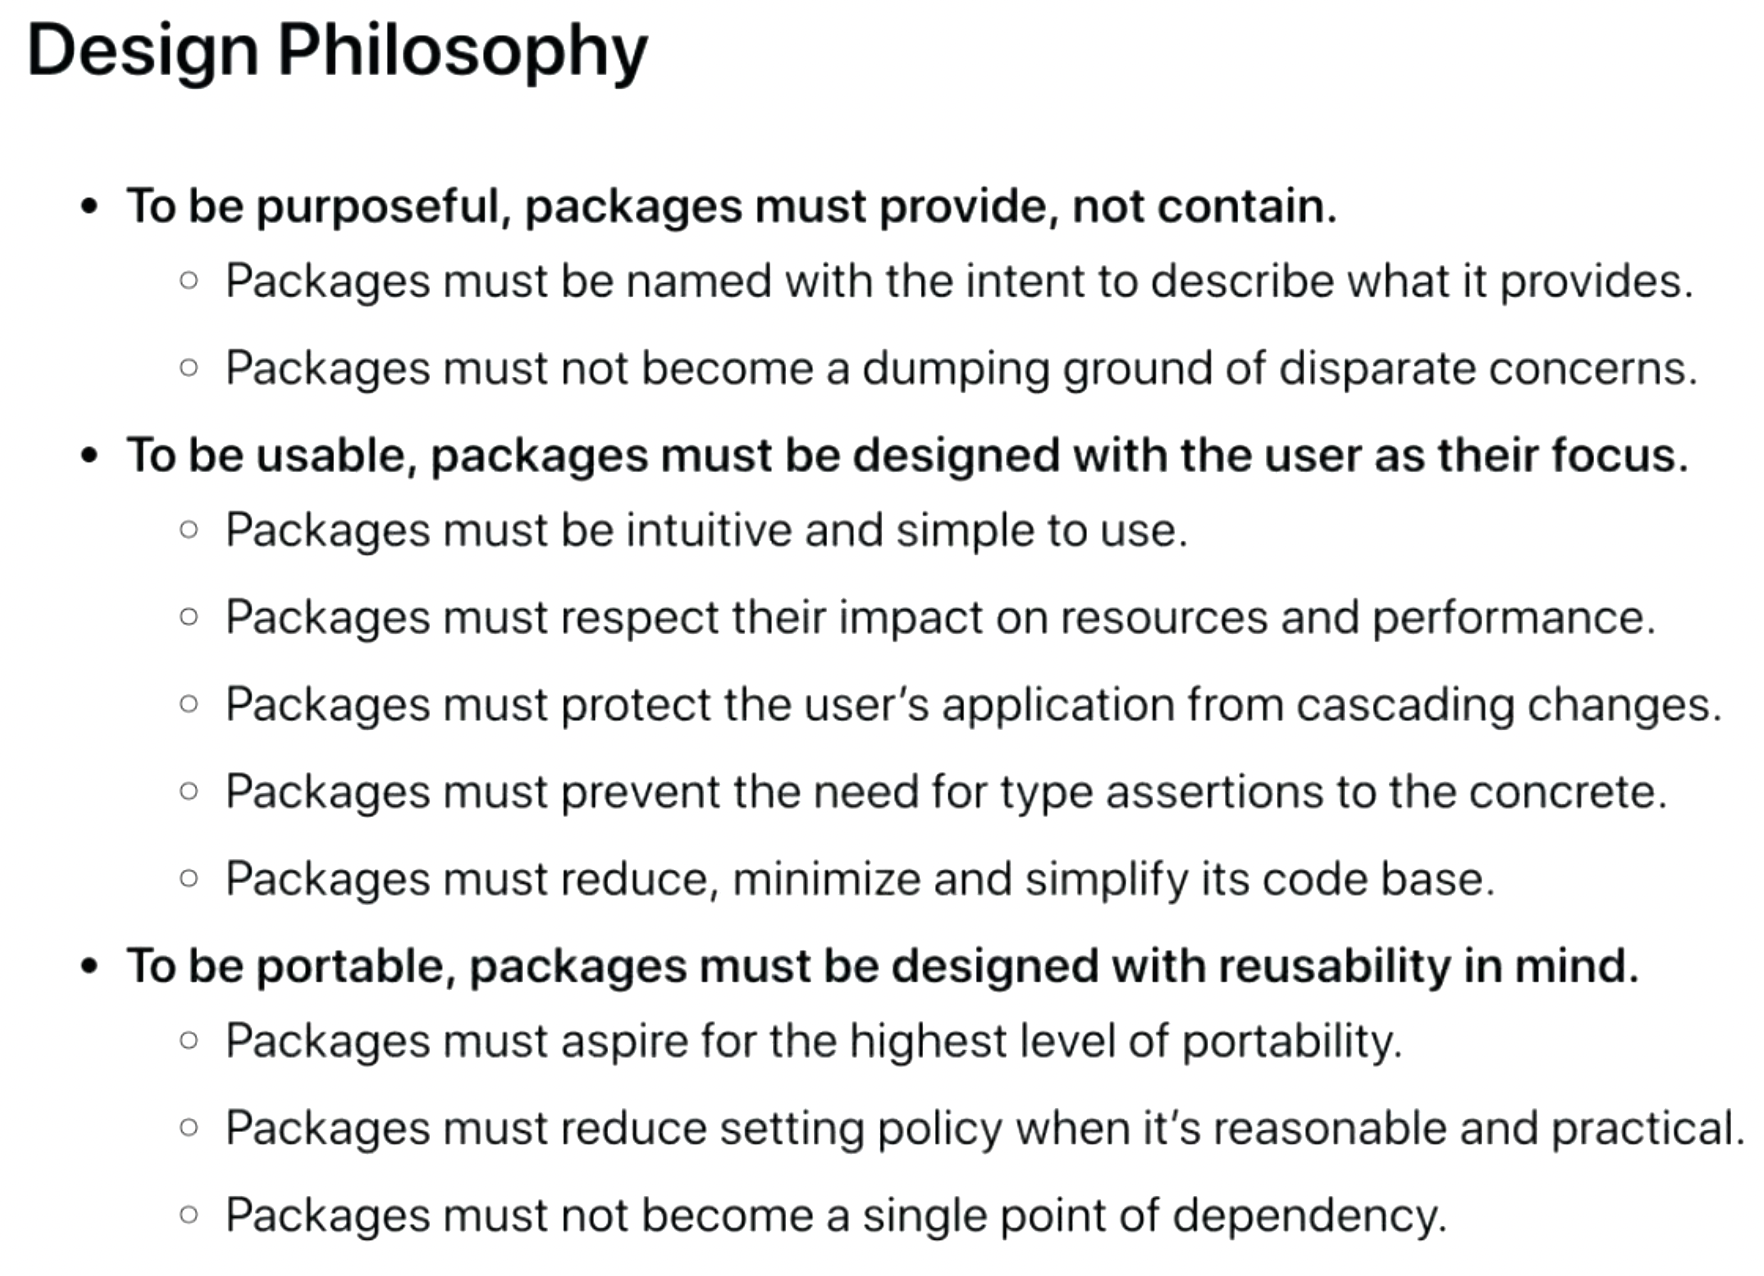 Design Philosophy
• To be purposeful, packages must provide, not contain.
○ Packages must be named with the intent to describe what it provides.
○ Packages must not become a dumping ground of disparate concerns.
• To be usable, packages must be designed with the user as their focus.
○ Packages must be intuitive and simple to use.
○ Packages must respect their impact on resources and performance.
○ Packages must protect the user’s application from cascading changes.
○ Packages must prevent the need for type assertions to the concrete.
○ Packages must reduce, minimize and simplify its code base.
• To be portable, packages must be designed with reusability in mind.
○ Packages must aspire for the highest level of portability.
○ Packages must reduce setting policy when it’s reasonable and practical.
○ Packages must not become a single point of dependency.